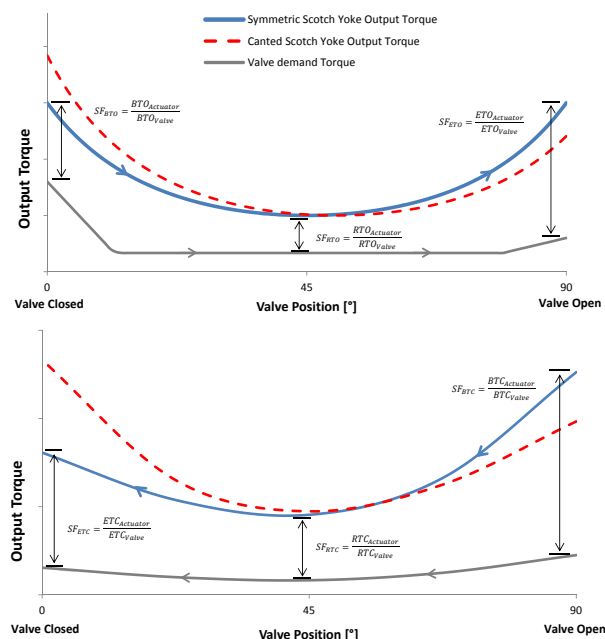 Symmetric Scotch Yoke Output Torque
Canted Scotch Yoke Output Torque
Valve demand Torque
SF_BTO = BTO_Actuator / BTO_Valve
SF_ETO = ETO_Actuator / ETO_Valve
SF_RTO = RTO_Actuator / RTO_Valve
Output Torque
0 45 90
Valve Closed Valve Position [°] Valve Open
SF_BTC = BTC_Actuator / BTC_Valve
SF_ETC = ETC_Actuator / ETC_Valve
SF_RTC = RTC_Actuator / RTC_Valve
Output Torque
0 45 90
Valve Closed Valve Position [°] Valve Open